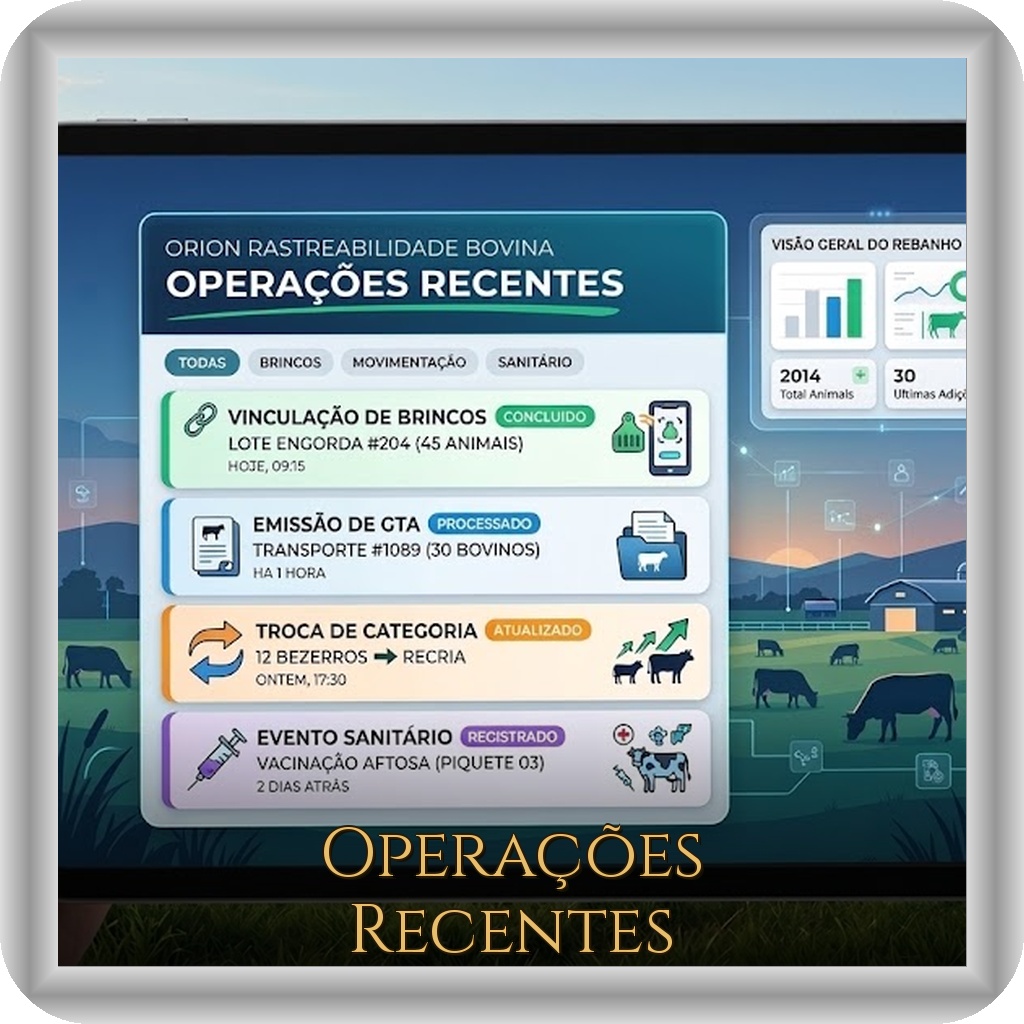 ORION RASTREABILIDADE BOVINA
OPERAÇÕES RECENTES
TODAS
BRINCOS
MOVIMENTAÇÃO
SANITÁRIO
VINCULAÇÃO DE BRINCOS
CONCLUIDO
LOTE ENGORDA #204 (45 ANIMAIS)
HOJE, 09:15
EMISSÃO DE GTA
PROCESSADO
TRANSPORTE #1089 (30 BOVINOS)
HA 1 HORA
TROCA DE CATEGORIA
ATUALIZADO
12 BEZERROS ➡ RECRIA
ONTEM, 17:30
EVENTO SANITÁRIO
REGISTRADO
VACINAÇÃO AFTOSA (PIQUETE 03)
2 DIAS ATRÁS
VISÃO GERAL DO REBANHO
2014
Total Animals
30
Ultimas Adiçõ
Operações
Recentes